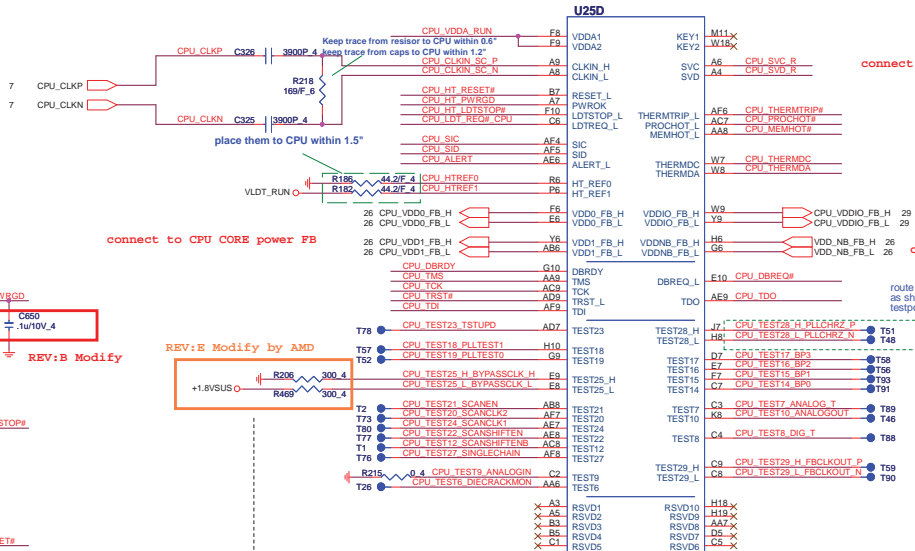 U25D
CPU_VDDA_RUN F8 VDDA1 KEY1 M11
F9 VDDA2 KEY2 W18
Keep trace from resisor to CPU within 0.6"
keep trace from caps to CPU within 1.2"
CPU_CLKP C326 3900P_4
CPU_CLKIN_SC_P A9 CLKIN_H SVC A6 CPU_SVC_R
CPU_CLKIN_SC_N A8 CLKIN_L SVD A4 CPU_SVD_R
connect
7 CPU_CLKP
R218
169/F_6
CPU_HT_RESET# B7 RESET_L
CPU_HT_PWRGD A7 PWROK
7 CPU_CLKN
CPU_CLKN C325 3900P_4
CPU_HT_LDTSTOP# F10 LDTSTOP_L THERMTRIP_L AF6 CPU_THERMTRIP#
CPU_LDT_REQ#_CPU C6 LDTREQ_L PROCHOT_L AC7 CPU_PROCHOT#
MEMHOT_L AA8 CPU_MEMHOT#
place them to CPU within 1.5"
CPU_SIC AF4 SIC
CPU_SID AF5 SID
CPU_ALERT AE6 ALERT_L
THERMDC W7 CPU_THERMDC
THERMDA W8 CPU_THERMDA
R186 44.2/F_4 CPU_HTREF0 R6 HT_REF0
VLDT_RUN R182 44.2/F_4 CPU_HTREF1 P6 HT_REF1
26 CPU_VDD0_FB_H F6 VDD0_FB_H VDDIO_FB_H W9 CPU_VDDIO_FB_H 29
26 CPU_VDD0_FB_L E6 VDD0_FB_L VDDIO_FB_L Y9 CPU_VDDIO_FB_L 29
connect to CPU CORE power FB
26 CPU_VDD1_FB_H Y6 VDD1_FB_H VDDNB_FB_H H6 VDD_NB_FB_H 26
26 CPU_VDD1_FB_L AB6 VDD1_FB_L VDDNB_FB_L G6 VDD_NB_FB_L 26
CPU_DBRDY G10 DBRDY
CPU_TMS AA9 TMS DBREQ_L E10 CPU_DBREQ#
CPU_TCK AC9 TCK
CPU_TRST# AD9 TRST_L TDO AE9 CPU_TDO
CPU_TDI AF9 TDI
route
as sh
testpo
WRGD
C650
.1u/10V_4
REV:B Modify
T78 CPU_TEST23_TSTUPD AD7 TEST23 TEST28_H J7 CPU_TEST28_H_PLLCHRZ_P T51
TEST28_L H8 CPU_TEST28_L_PLLCHRZ_N T48
T57 CPU_TEST18_PLLTEST1 H10 TEST18
T52 CPU_TEST19_PLLTEST0 G9 TEST19 TEST17 D7 CPU_TEST17_BP3 T58
TEST16 E7 CPU_TEST16_BP2 T56
REV:E Modify by AMD
R206 300_4 CPU_TEST25_H_BYPASSCLK_H E9 TEST25_H TEST15 F7 CPU_TEST15_BP1 T93
+1.8VSUS R469 300_4 CPU_TEST25_L_BYPASSCLK_L E8 TEST25_L TEST14 C7 CPU_TEST14_BP0 T91
T2 CPU_TEST21_SCANEN AB8 TEST21 TEST7 C3 CPU_TEST7_ANALOG_T T89
T73 CPU_TEST20_SCANCLK2 AF7 TEST20 TEST10 K8 CPU_TEST10_ANALOGOUT T46
T80 CPU_TEST24_SCANCLK1 AE7 TEST24
T77 CPU_TEST22_SCANSHIFTEN AE8 TEST22 TEST8 C4 CPU_TEST8_DIG_T T88
T1 CPU_TEST12_SCANSHIFTENB AC8 TEST12
T76 CPU_TEST27_SINGLECHAIN AF8 TEST27
STOP#
TEST29_H C9 CPU_TEST29_H_FBCLKOUT_P T59
R215 0_4 CPU_TEST9_ANALOGIN C2 TEST9 TEST29_L C8 CPU_TEST29_L_FBCLKOUT_N T90
T26 CPU_TEST6_DIECRACKMON AA6 TEST6
A3 RSVD1 RSVD10 H18
A5 RSVD2 RSVD9 H19
B3 RSVD3 RSVD8 AA7
B5 RSVD4 RSVD7 D5
C1 RSVD5 RSVD6 C5
ET#